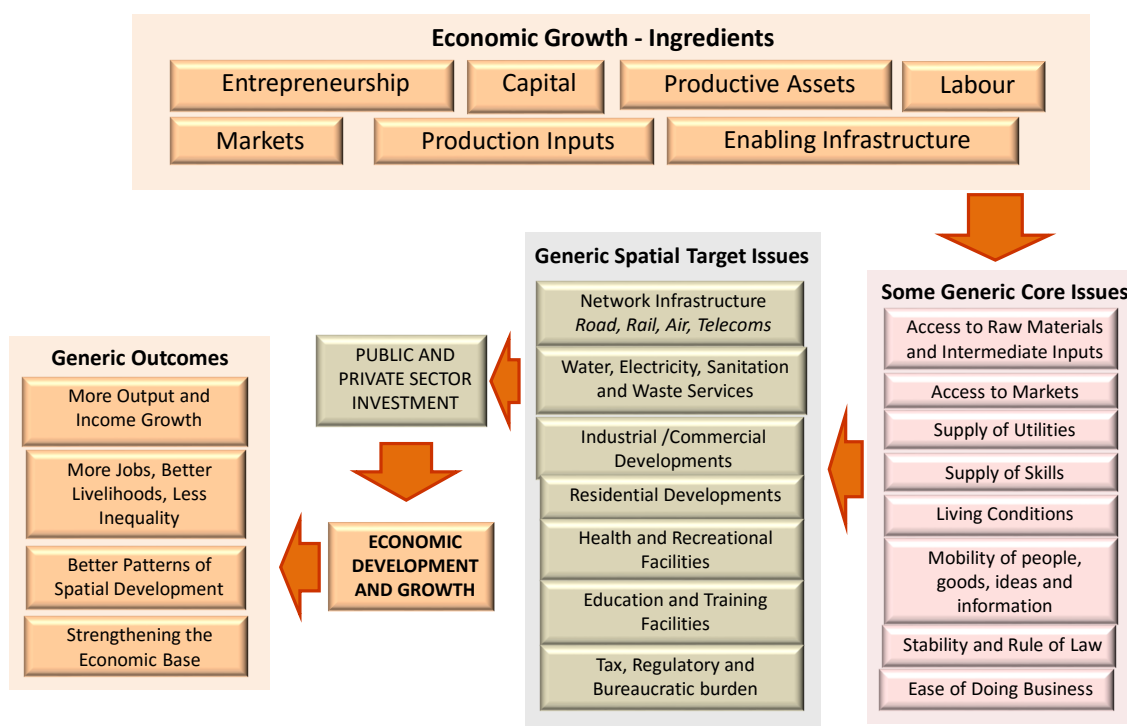 Economic Growth - Ingredients
Entrepreneurship
Capital
Productive Assets
Labour
Markets
Production Inputs
Enabling Infrastructure
Some Generic Core Issues
Access to Raw Materials
and Intermediate Inputs
Access to Markets
Supply of Utilities
Supply of Skills
Living Conditions
Mobility of people,
goods, ideas and
information
Stability and Rule of Law
Ease of Doing Business
Generic Spatial Target Issues
Network Infrastructure
Road, Rail, Air, Telecoms
Water, Electricity, Sanitation
and Waste Services
Industrial /Commercial
Developments
Residential Developments
Health and Recreational
Facilities
Education and Training
Facilities
Tax, Regulatory and
Bureaucratic burden
PUBLIC AND
PRIVATE SECTOR
INVESTMENT
ECONOMIC
DEVELOPMENT
AND GROWTH
Generic Outcomes
More Output and
Income Growth
More Jobs, Better
Livelihoods, Less
Inequality
Better Patterns of
Spatial Development
Strengthening the
Economic Base